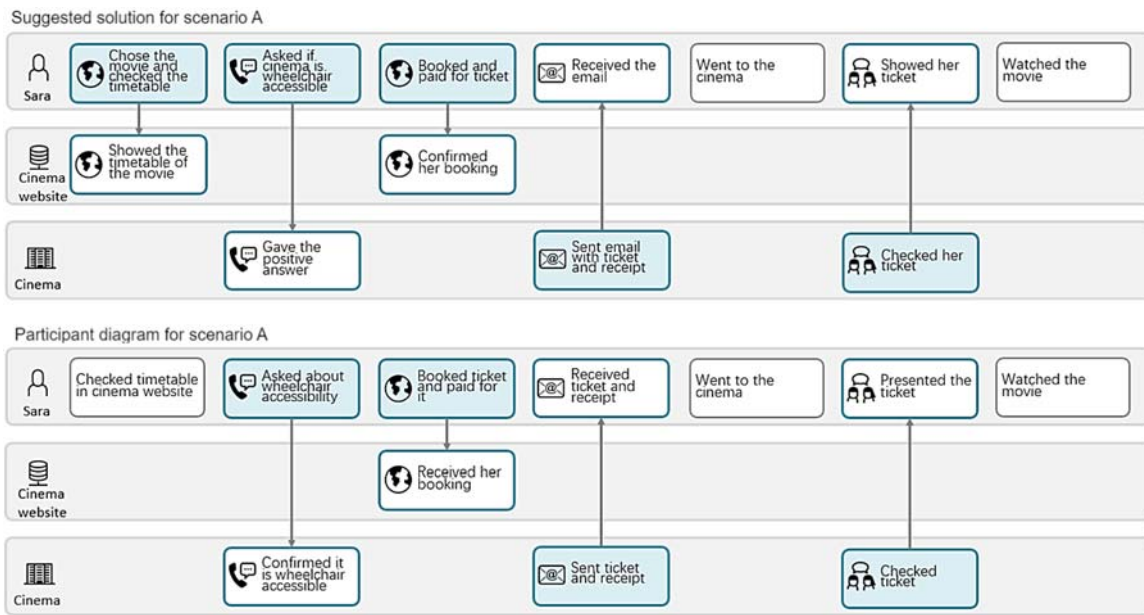 Suggested solution for scenario A
Chose the
movie and
checked the
timetable
Asked if
cinema is
wheelchair
accessible
Booked and
paid for ticket
Received the
email
Went to the
cinema
Showed her
ticket
Watched the
movie
Sara
Showed the
timetable of
the movie
Confirmed
her booking
Cinema
website
Gave the
positive
answer
Sent email
with ticket
and receipt
Checked her
ticket
Cinema
Participant diagram for scenario A
Checked timetable
in cinema website
Asked about
wheelchair
accessibility
Booked ticket
and paid for
it
Received
ticket and
receipt
Went to the
cinema
Presented the
ticket
Watched the
movie
Sara
Received her
booking
Cinema
website
Confirmed it
is wheelchair
accessible
Sent ticket
and receipt
Checked
ticket
Cinema